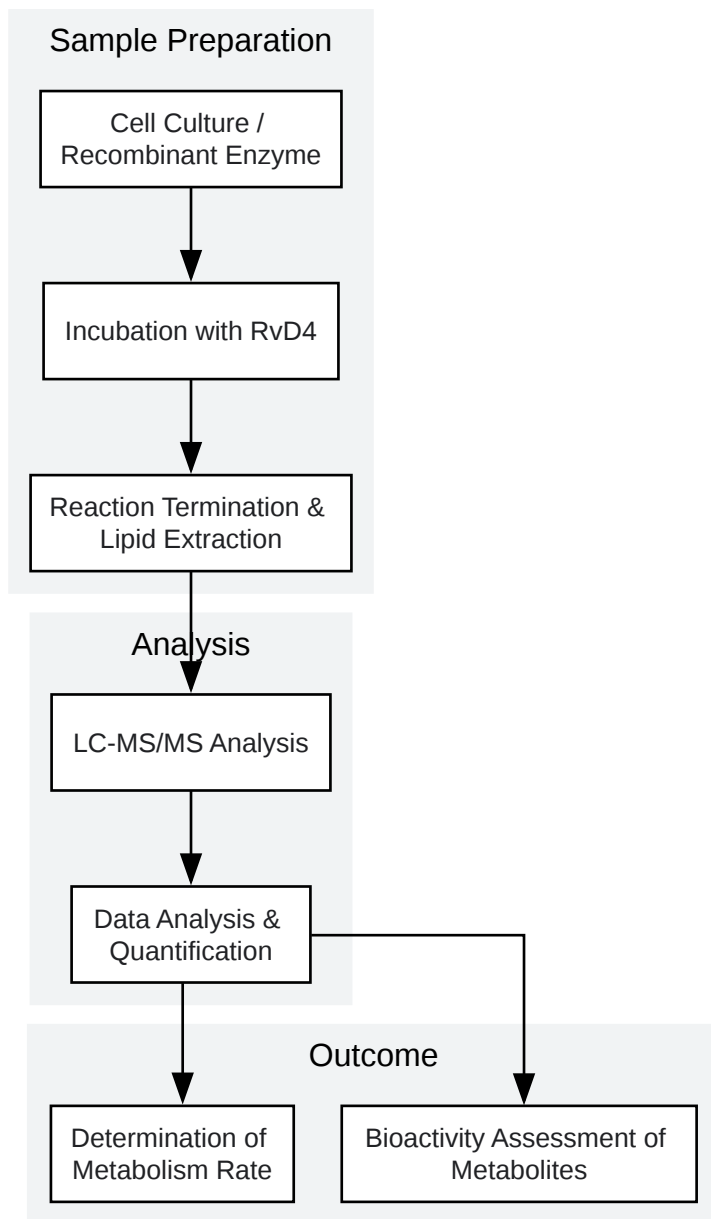 Sample Preparation
Cell Culture /
Recombinant Enzyme
Incubation with RvD4
Reaction Termination &
Lipid Extraction
Analysis
LC-MS/MS Analysis
Data Analysis &
Quantification
Outcome
Determination of
Metabolism Rate
Bioactivity Assessment of
Metabolites